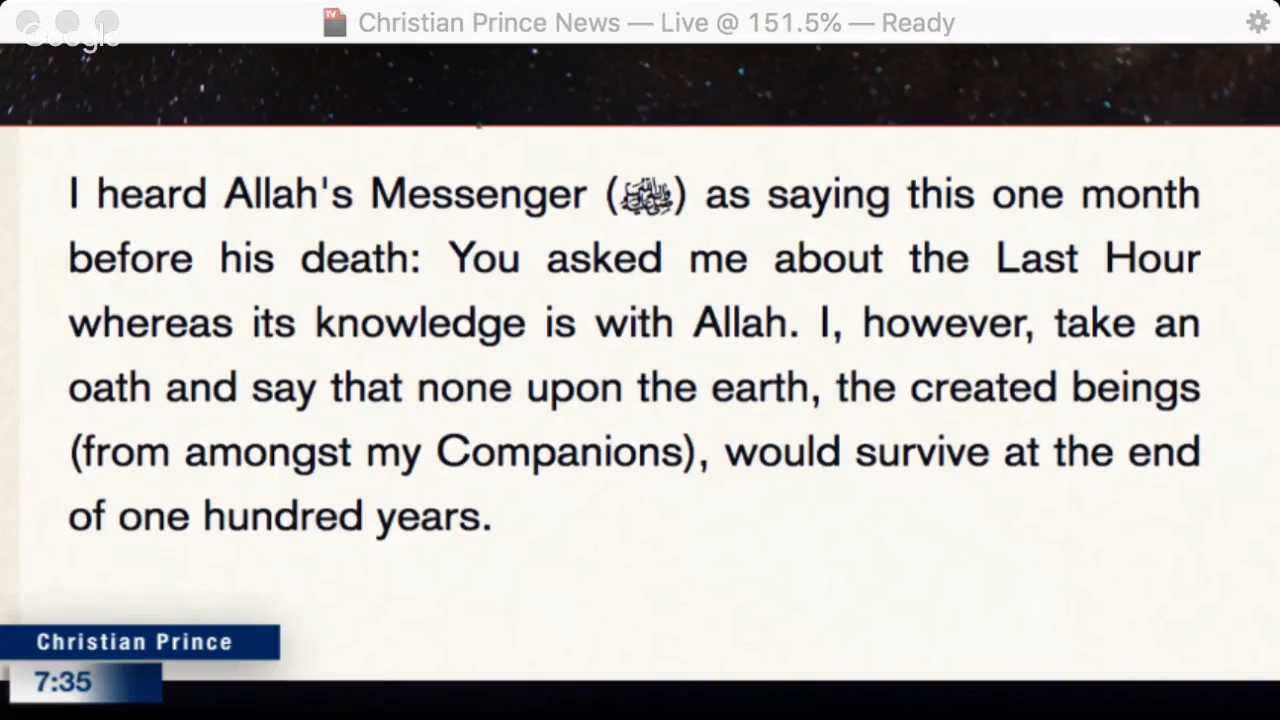 TV
Christian Prince News — Live @ 151.5% — Ready
Google
I heard Allah's Messenger (ﷺ) as saying this one month
before his death: You asked me about the Last Hour
whereas its knowledge is with Allah. I, however, take an
oath and say that none upon the earth, the created beings
(from amongst my Companions), would survive at the end
of one hundred years.
Christian Prince
7:35